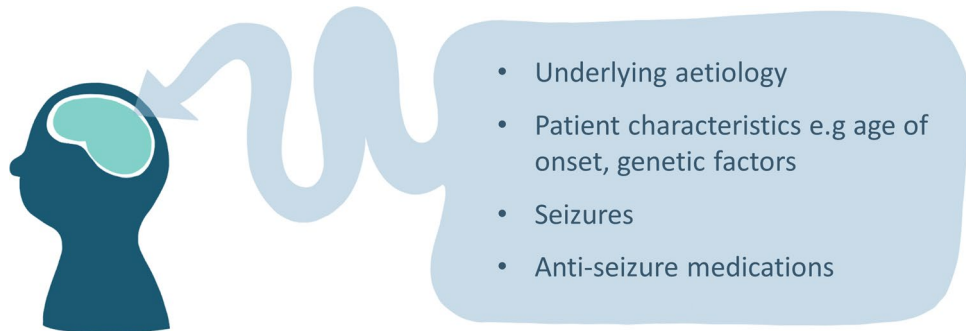 • Underlying aetiology
• Patient characteristics e.g age of
onset, genetic factors
• Seizures
• Anti-seizure medications